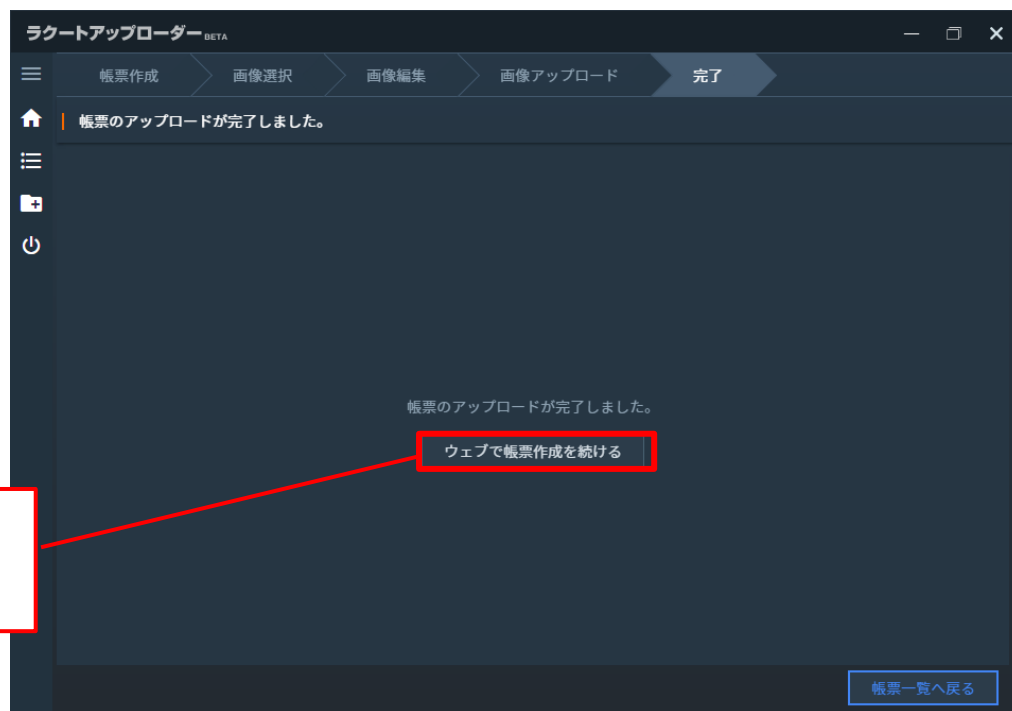 ラクートアップローダー BETA
帳票作成 画像選択 画像編集 画像アップロード 完了
帳票のアップロードが完了しました。
帳票のアップロードが完了しました。
ウェブで帳票作成を続ける
帳票一覧へ戻る